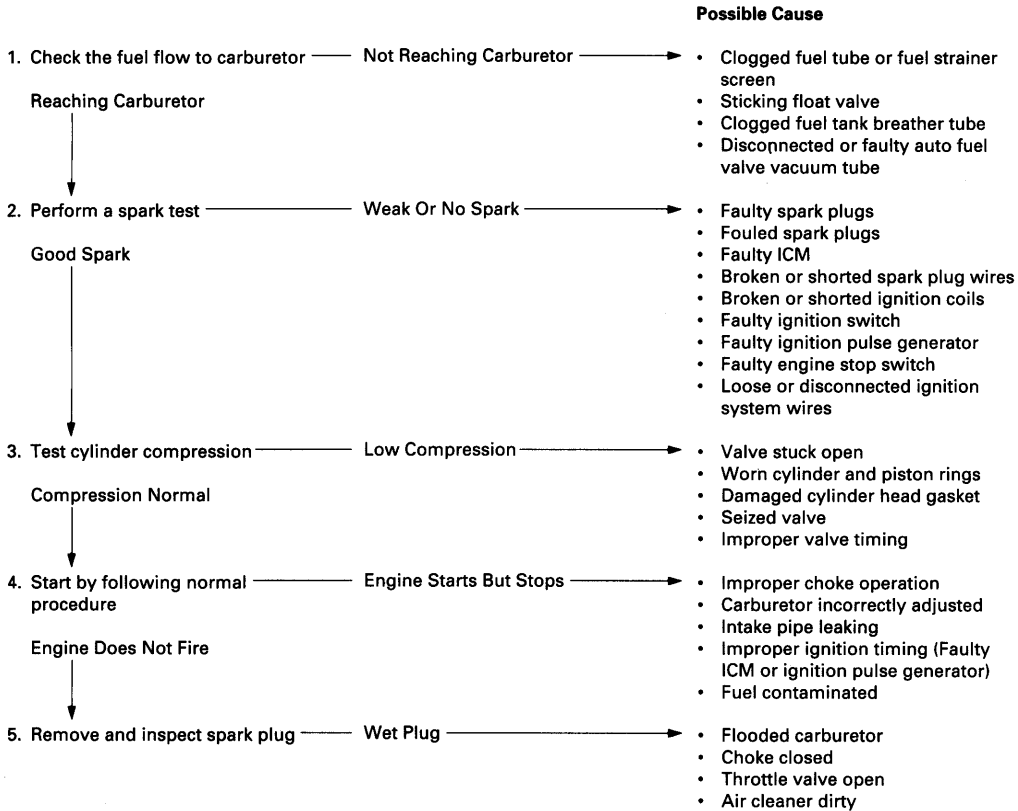 Possible Cause
1. Check the fuel flow to carburetor Not Reaching Carburetor
• Clogged fuel tube or fuel strainer
screen
• Sticking float valve
• Clogged fuel tank breather tube
• Disconnected or faulty auto fuel
valve vacuum tube
Reaching Carburetor
2. Perform a spark test Weak Or No Spark
• Faulty spark plugs
• Fouled spark plugs
• Faulty ICM
• Broken or shorted spark plug wires
• Broken or shorted ignition coils
• Faulty ignition switch
• Faulty ignition pulse generator
• Faulty engine stop switch
• Loose or disconnected ignition
system wires
Good Spark
3. Test cylinder compression Low Compression
• Valve stuck open
• Worn cylinder and piston rings
• Damaged cylinder head gasket
• Seized valve
• Improper valve timing
Compression Normal
4. Start by following normal
procedure
Engine Starts But Stops
• Improper choke operation
• Carburetor incorrectly adjusted
• Intake pipe leaking
• Improper ignition timing (Faulty
ICM or ignition pulse generator)
• Fuel contaminated
Engine Does Not Fire
5. Remove and inspect spark plug Wet Plug
• Flooded carburetor
• Choke closed
• Throttle valve open
• Air cleaner dirty